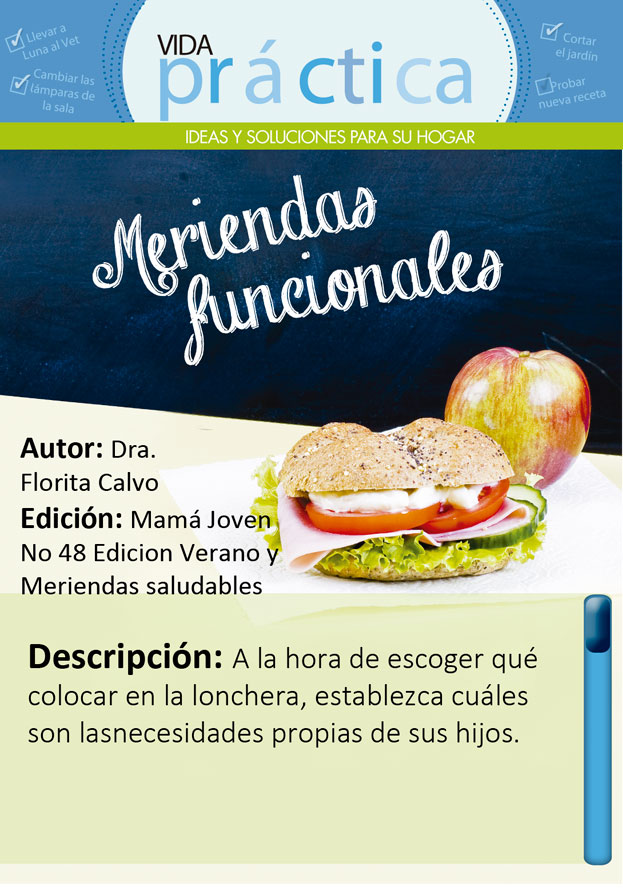 Llevar a
Luna al Vet
Cambiar las
lámparas de
la sala
VIDA
práctica
Cortar
el jardín
Probar
nueva receta
IDEAS Y SOLUCIONES PARA SU HOGAR
Meriendas
funcionales
Autor: Dra.
Florita Calvo
Edición: Mamá Joven
No 48 Edicion Verano y
Meriendas saludables
Descripción: A la hora de escoger qué
colocar en la lonchera, establezca cuáles
son lasnecesidades propias de sus hijos.